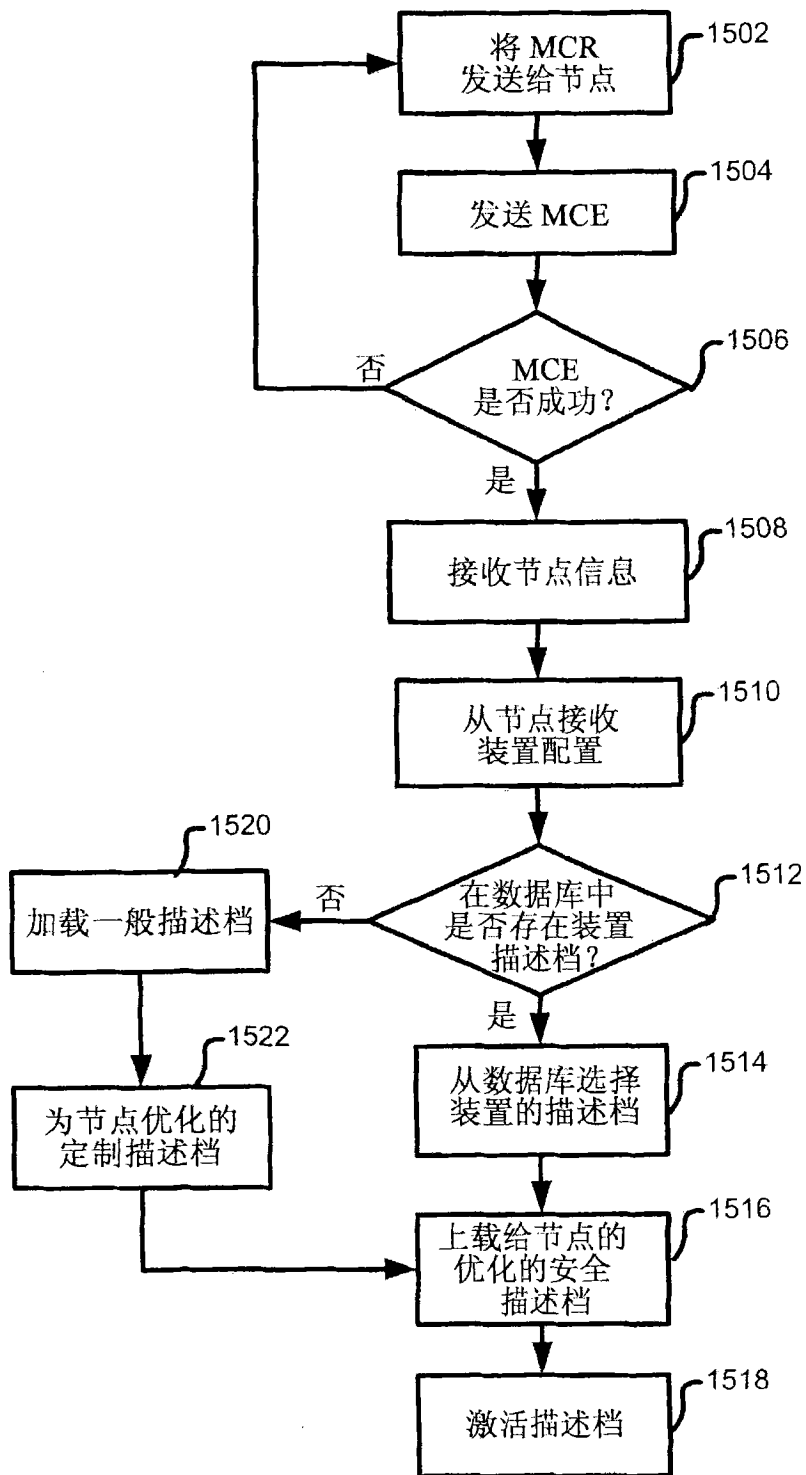 将 MCR
发送给节点
1502
发送 MCE
1504
MCE
是否成功？
1506
否
是
接收节点信息
1508
从节点接收
装置配置
1510
在数据库中
是否存在装置
描述档？
1512
否
是
加载一般描述档
1520
为节点优化的
定制描述档
1522
从数据库选择
装置的描述档
1514
上载给节点的
优化的安全
描述档
1516
激活描述档
1518